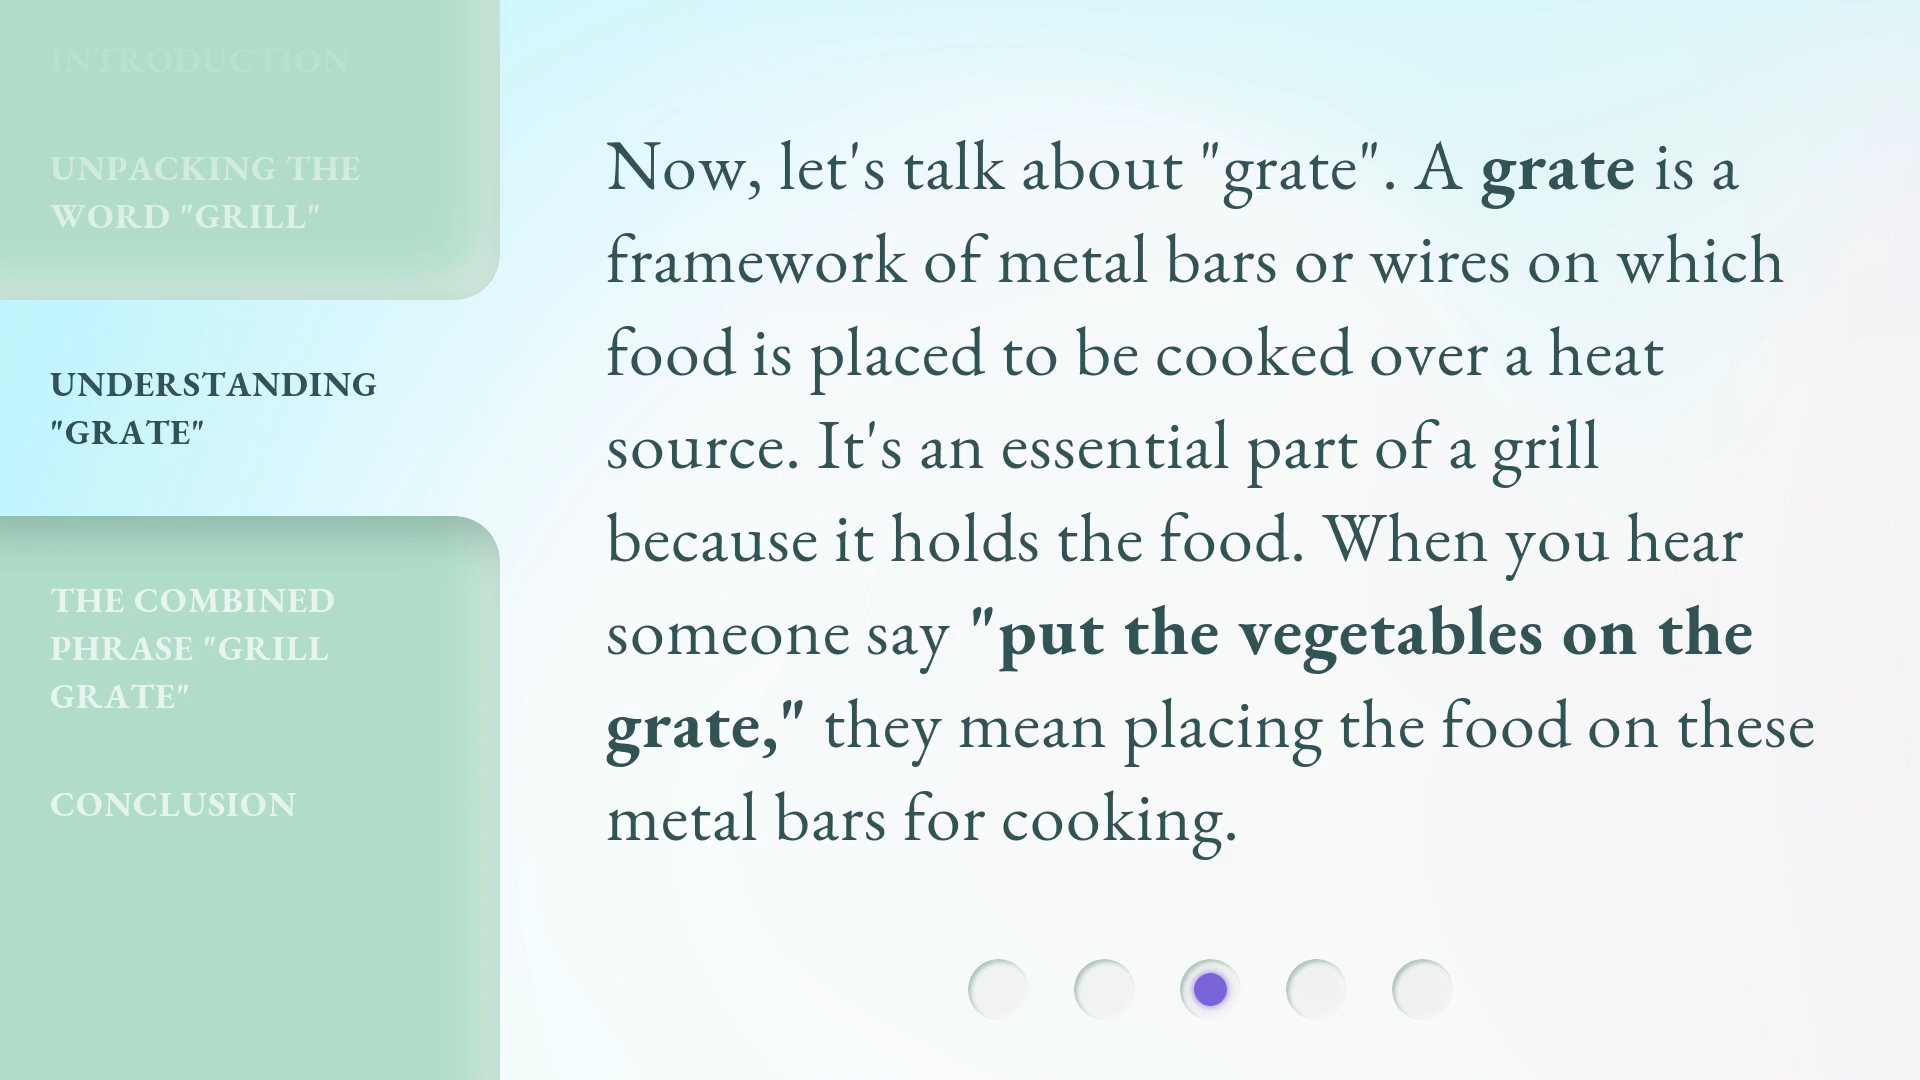 INTRODUCTION
UNPACKING THE
WORD "GRILL"
UNDERSTANDING
"GRATE"
THE COMBINED
PHRASE "GRILL
GRATE"
CONCLUSION
Now, let's talk about "grate". A grate is a
framework of metal bars or wires on which
food is placed to be cooked over a heat
source. It's an essential part of a grill
because it holds the food. When you hear
someone say "put the vegetables on the
grate," they mean placing the food on these
metal bars for cooking.